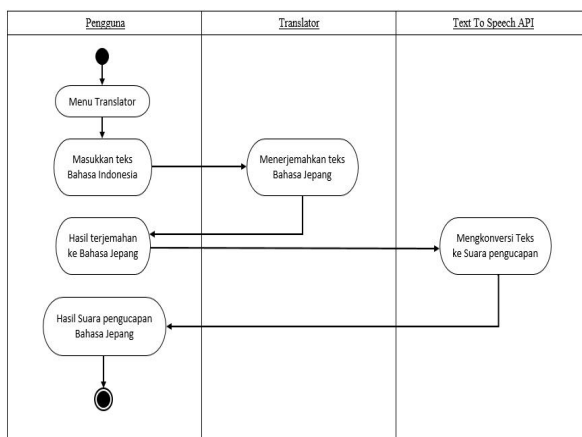 Pengguna
Translator
Text To Speech API
Menu Translator
Masukkan teks
Bahasa Indonesia
Menerjemahkan teks
Bahasa Jepang
Hasil terjemahan
ke Bahasa Jepang
Mengkonversi Teks
ke Suara pengucapan
Hasil Suara pengucapan
Bahasa Jepang